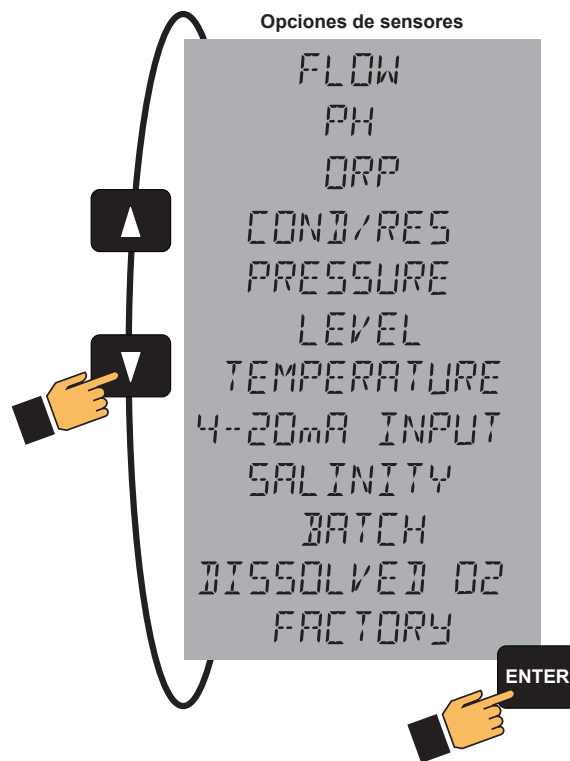 Opciones de sensores
FLOW
PH
ORP
COND/RES
PRESSURE
LEVEL
TEMPERATURE
4-20mA INPUT
SALINITY
BATCH
DISSOLVED O2
FACTORY
ENTER